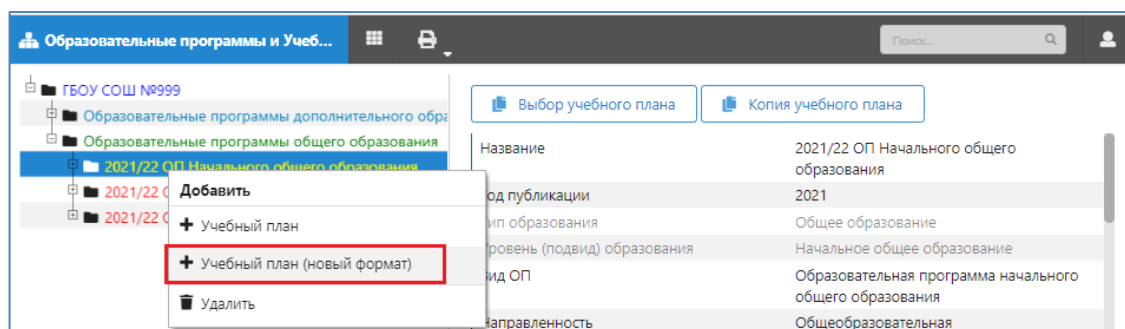 Образовательные программы и Учеб...
Поиск...
ГБОУ СОШ №999
Образовательные программы дополнительного обра
Образовательные программы общего образования
2021/22 ОП Начального общего образования
2021/22
2021/22
Добавить
Учебный план
Учебный план (новый формат)
Удалить
Выбор учебного плана
Копия учебного плана
Название 2021/22 ОП Начального общего
образования
од публикации 2021
ип образования Общее образование
ровень (подвид) образования Начальное общее образование
ид ОП Образовательная программа начального
общего образования
Направленность Общеобразовательная